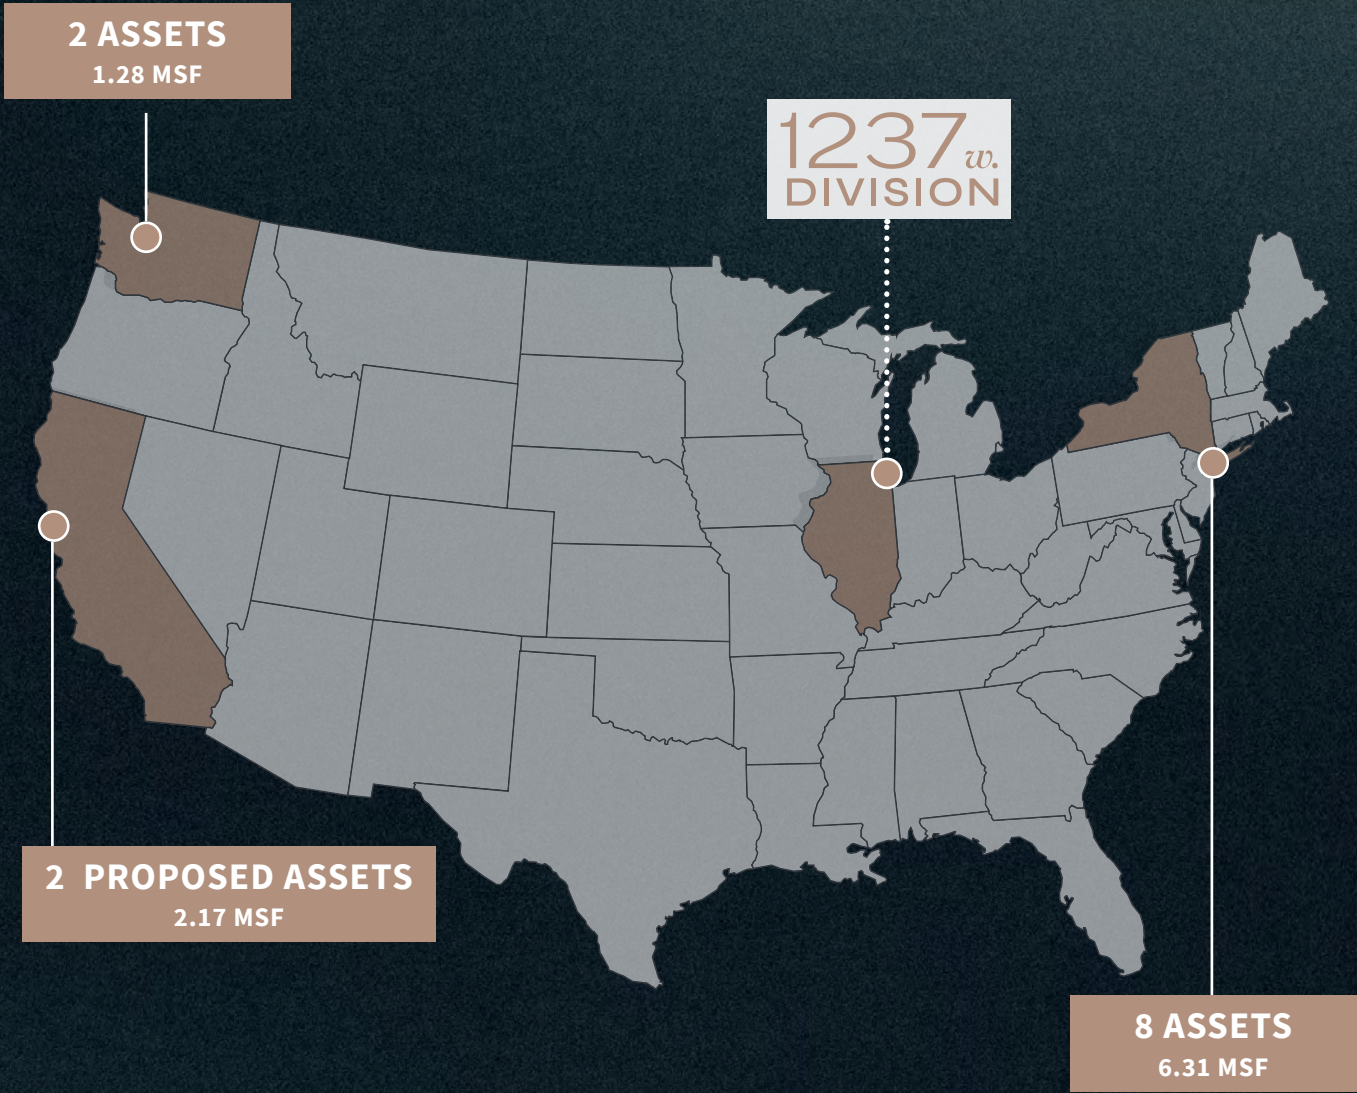 2 ASSETS
1.28 MSF
1237 w.
DIVISION
2 PROPOSED ASSETS
2.17 MSF
8 ASSETS
6.31 MSF